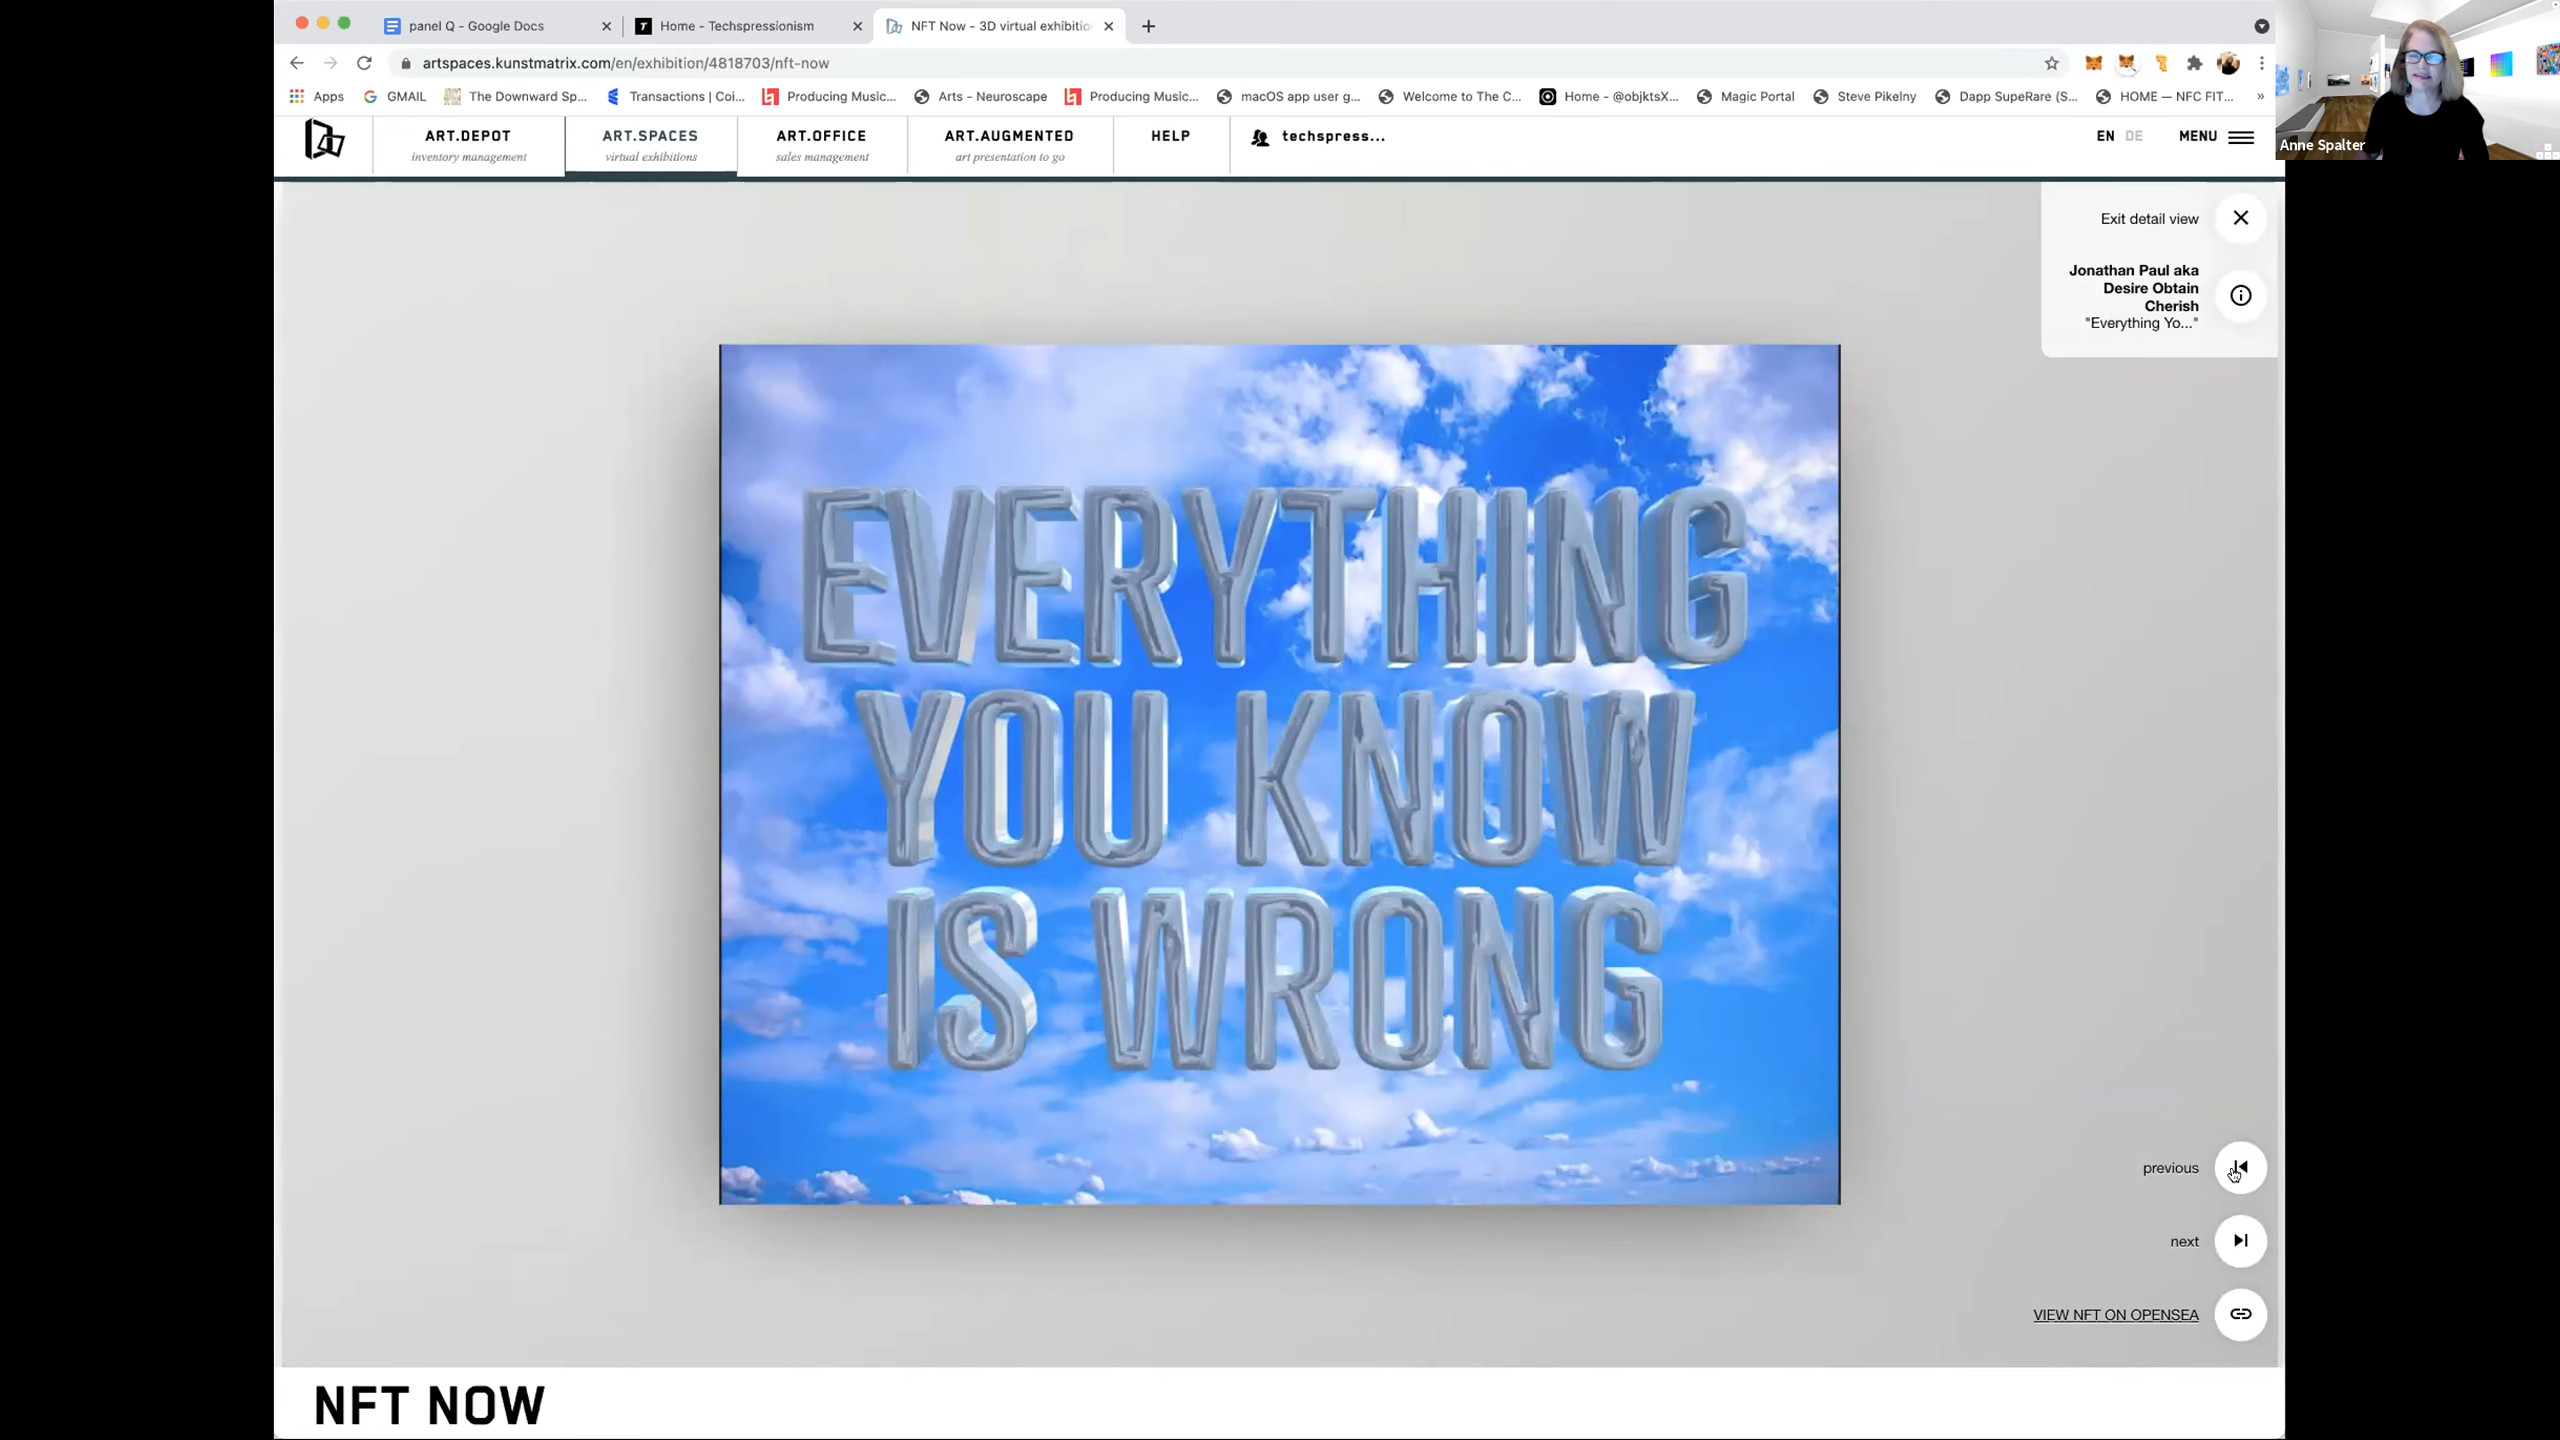 panel Q - Google Docs
Home - Techspressionism
NFT Now - 3D virtual exhibitio
artspaces.kunstmatrix.com/en/exhibition/4818703/nft-now
Apps
GMAIL
The Downward Sp...
Transactions | Coi...
Producing Music...
Arts - Neuroscape
Producing Music...
macOS app user g...
Welcome to The C...
Home - @objktsX...
Magic Portal
Steve Pikelny
Dapp SupeRare (S...
HOME — NFC FIT...
»
Anne Spalter
ART.DEPOT
inventory management
ART.SPACES
virtual exhibitions
ART.OFFICE
sales management
ART.AUGMENTED
art presentation to go
HELP
techspress...
EN DE
MENU
Exit detail view
Jonathan Paul aka
Desire Obtain
Cherish
"Everything Yo..."
EVERYTHING
YOU KNOW
IS WRONG
previous
next
VIEW NFT ON OPENSEA
NFT NOW